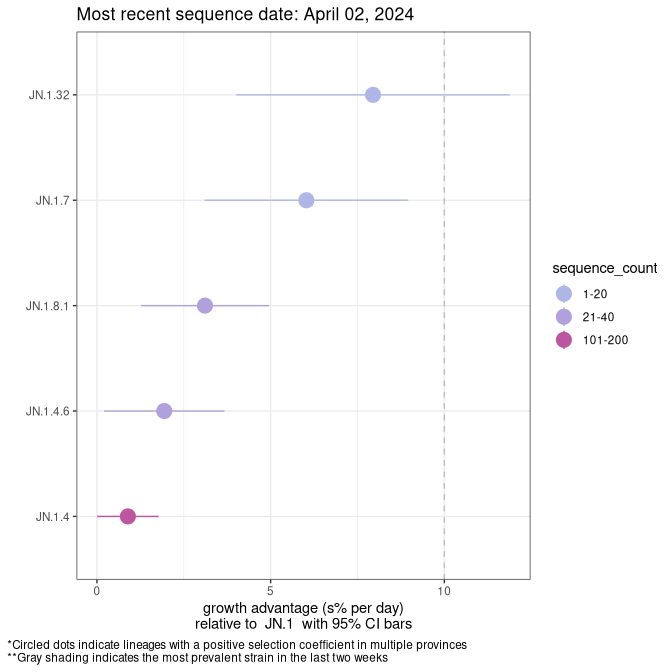 Most recent sequence date: April 02, 2024
JN.1.32
JN.1.7
JN.1.8.1
JN.1.4.6
JN.1.4
0
5
10
growth advantage (s% per day)
relative to JN.1 with 95% CI bars
sequence_count
1-20
21-40
101-200
*Circled dots indicate lineages with a positive selection coefficient in multiple provinces
**Gray shading indicates the most prevalent strain in the last two weeks